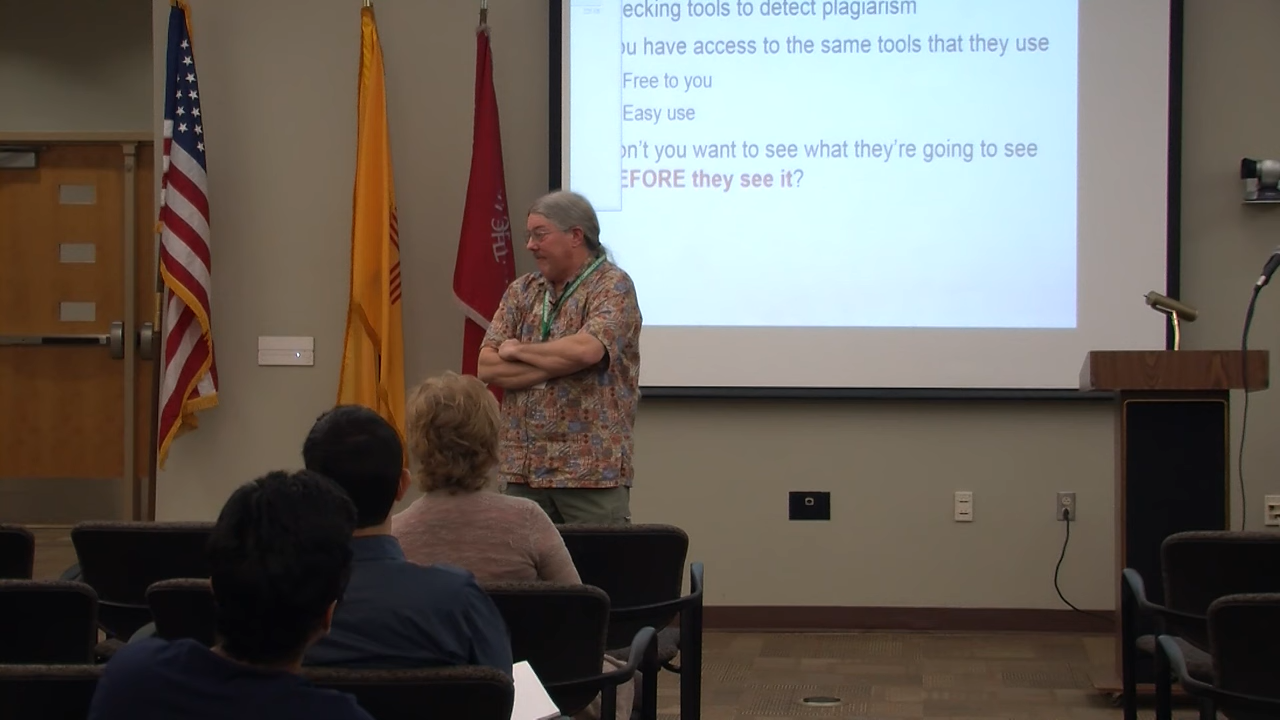 ecking tools to detect plagiarism
ou have access to the same tools that they use
Free to you
Easy use
on't you want to see what they're going to see
EFORE they see it?
THE